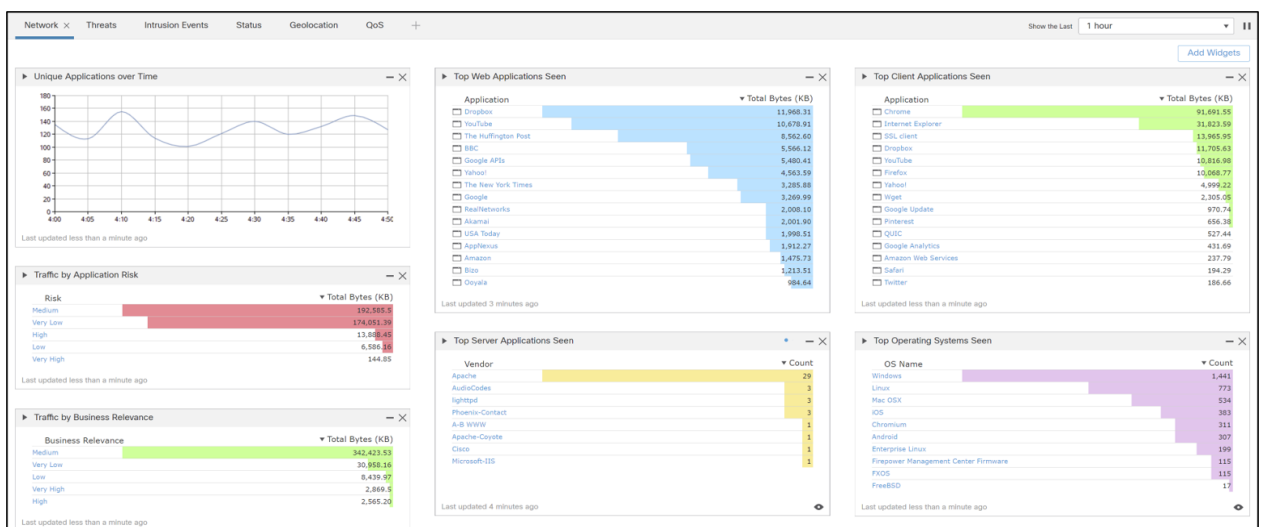 Network × Threats Intrusion Events Status Geolocation QoS +
Show the Last 1 hour
Add Widgets
Unique Applications over Time
180
160
140
120
100
80
60
40
20
0
4:00 4:05 4:10 4:15 4:20 4:25 4:30 4:35 4:40 4:45 4:50
Last updated less than a minute ago
Traffic by Application Risk
Risk Total Bytes (KB)
Medium 192,585.5
Very Low 174,051.39
High 13,888.45
Low 6,586.16
Very High 144.85
Last updated less than a minute ago
Traffic by Business Relevance
Business Relevance Total Bytes (KB)
Medium 342,423.53
Very Low 30,958.16
Low 8,439.97
Very High 2,869.5
High 2,565.20
Last updated less than a minute ago
Top Web Applications Seen
Application Total Bytes (KB)
Dropbox 11,968.31
YouTube 10,678.91
The Huffington Post 8,562.60
BBC 5,566.12
Google APIs 5,480.41
Yahoo! 4,563.59
The New York Times 3,285.88
Google 3,269.99
RealNetworks 2,008.10
Akamai 2,001.90
USA Today 1,998.51
AppNexus 1,912.27
Amazon 1,475.73
Bizo 1,213.51
Ooyala 984.64
Last updated 3 minutes ago
Top Server Applications Seen
Vendor Count
Apache 29
AudioCodes 3
lighttpd 3
Phoenix-Contact 3
A-B WWW 1
Apache-Coyote 1
Cisco 1
Microsoft-IIS 1
Last updated 4 minutes ago
Top Client Applications Seen
Application Total Bytes (KB)
Chrome 91,691.55
Internet Explorer 31,823.59
SSL client 13,965.95
Dropbox 11,705.63
YouTube 10,816.98
Firefox 10,068.77
Yahoo! 4,999.22
Wget 2,305.05
Google Update 970.74
Pinterest 656.38
QUIC 527.44
Google Analytics 431.69
Amazon Web Services 237.79
Safari 194.29
Twitter 186.66
Last updated less than a minute ago
Top Operating Systems Seen
OS Name Count
Windows 1,441
Linux 773
Mac OSX 534
iOS 383
Chromium 311
Android 307
Enterprise Linux 199
Firepower Management Center Firmware 115
FXOS 115
FreeBSD 17
Last updated less than a minute ago